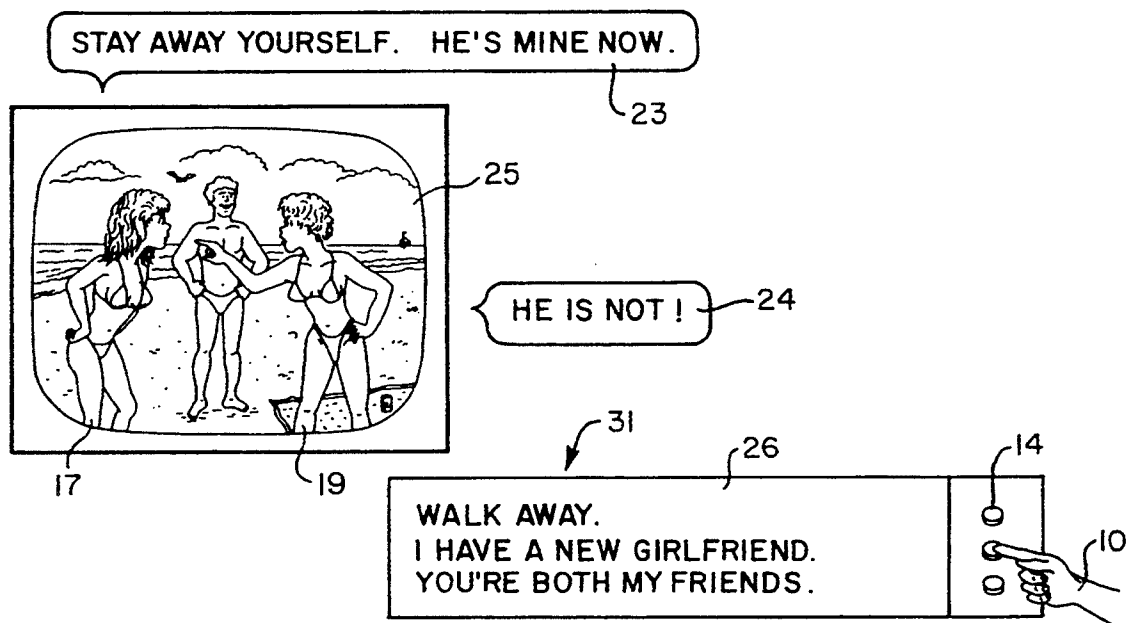 STAY AWAY YOURSELF. HE'S MINE NOW.
23
25
HE IS NOT!
24
17
19
31
26
14
WALK AWAY.
I HAVE A NEW GIRLFRIEND.
YOU'RE BOTH MY FRIENDS.
10